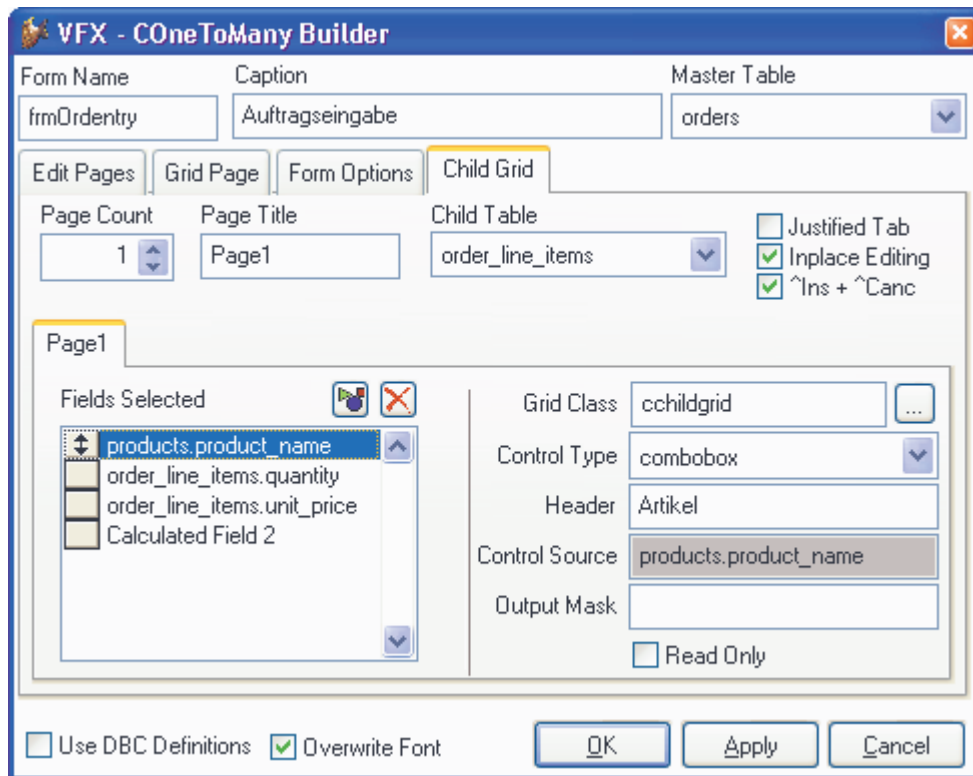 VFX - COneToMany Builder
Form Name Caption Master Table
frmOrdentry Auftragseingabe orders
Edit Pages Grid Page Form Options Child Grid
Page Count Page Title Child Table
1 Page1 order_line_items
Justified Tab
Inplace Editing
^Ins + ^Canc
Page1
Fields Selected
products.product_name
order_line_items.quantity
order_line_items.unit_price
Calculated Field 2
Grid Class cchildgrid ...
Control Type combobox
Header Artikel
Control Source products.product_name
Output Mask
Read Only
Use DBC Definitions Overwrite Font OK Apply Cancel